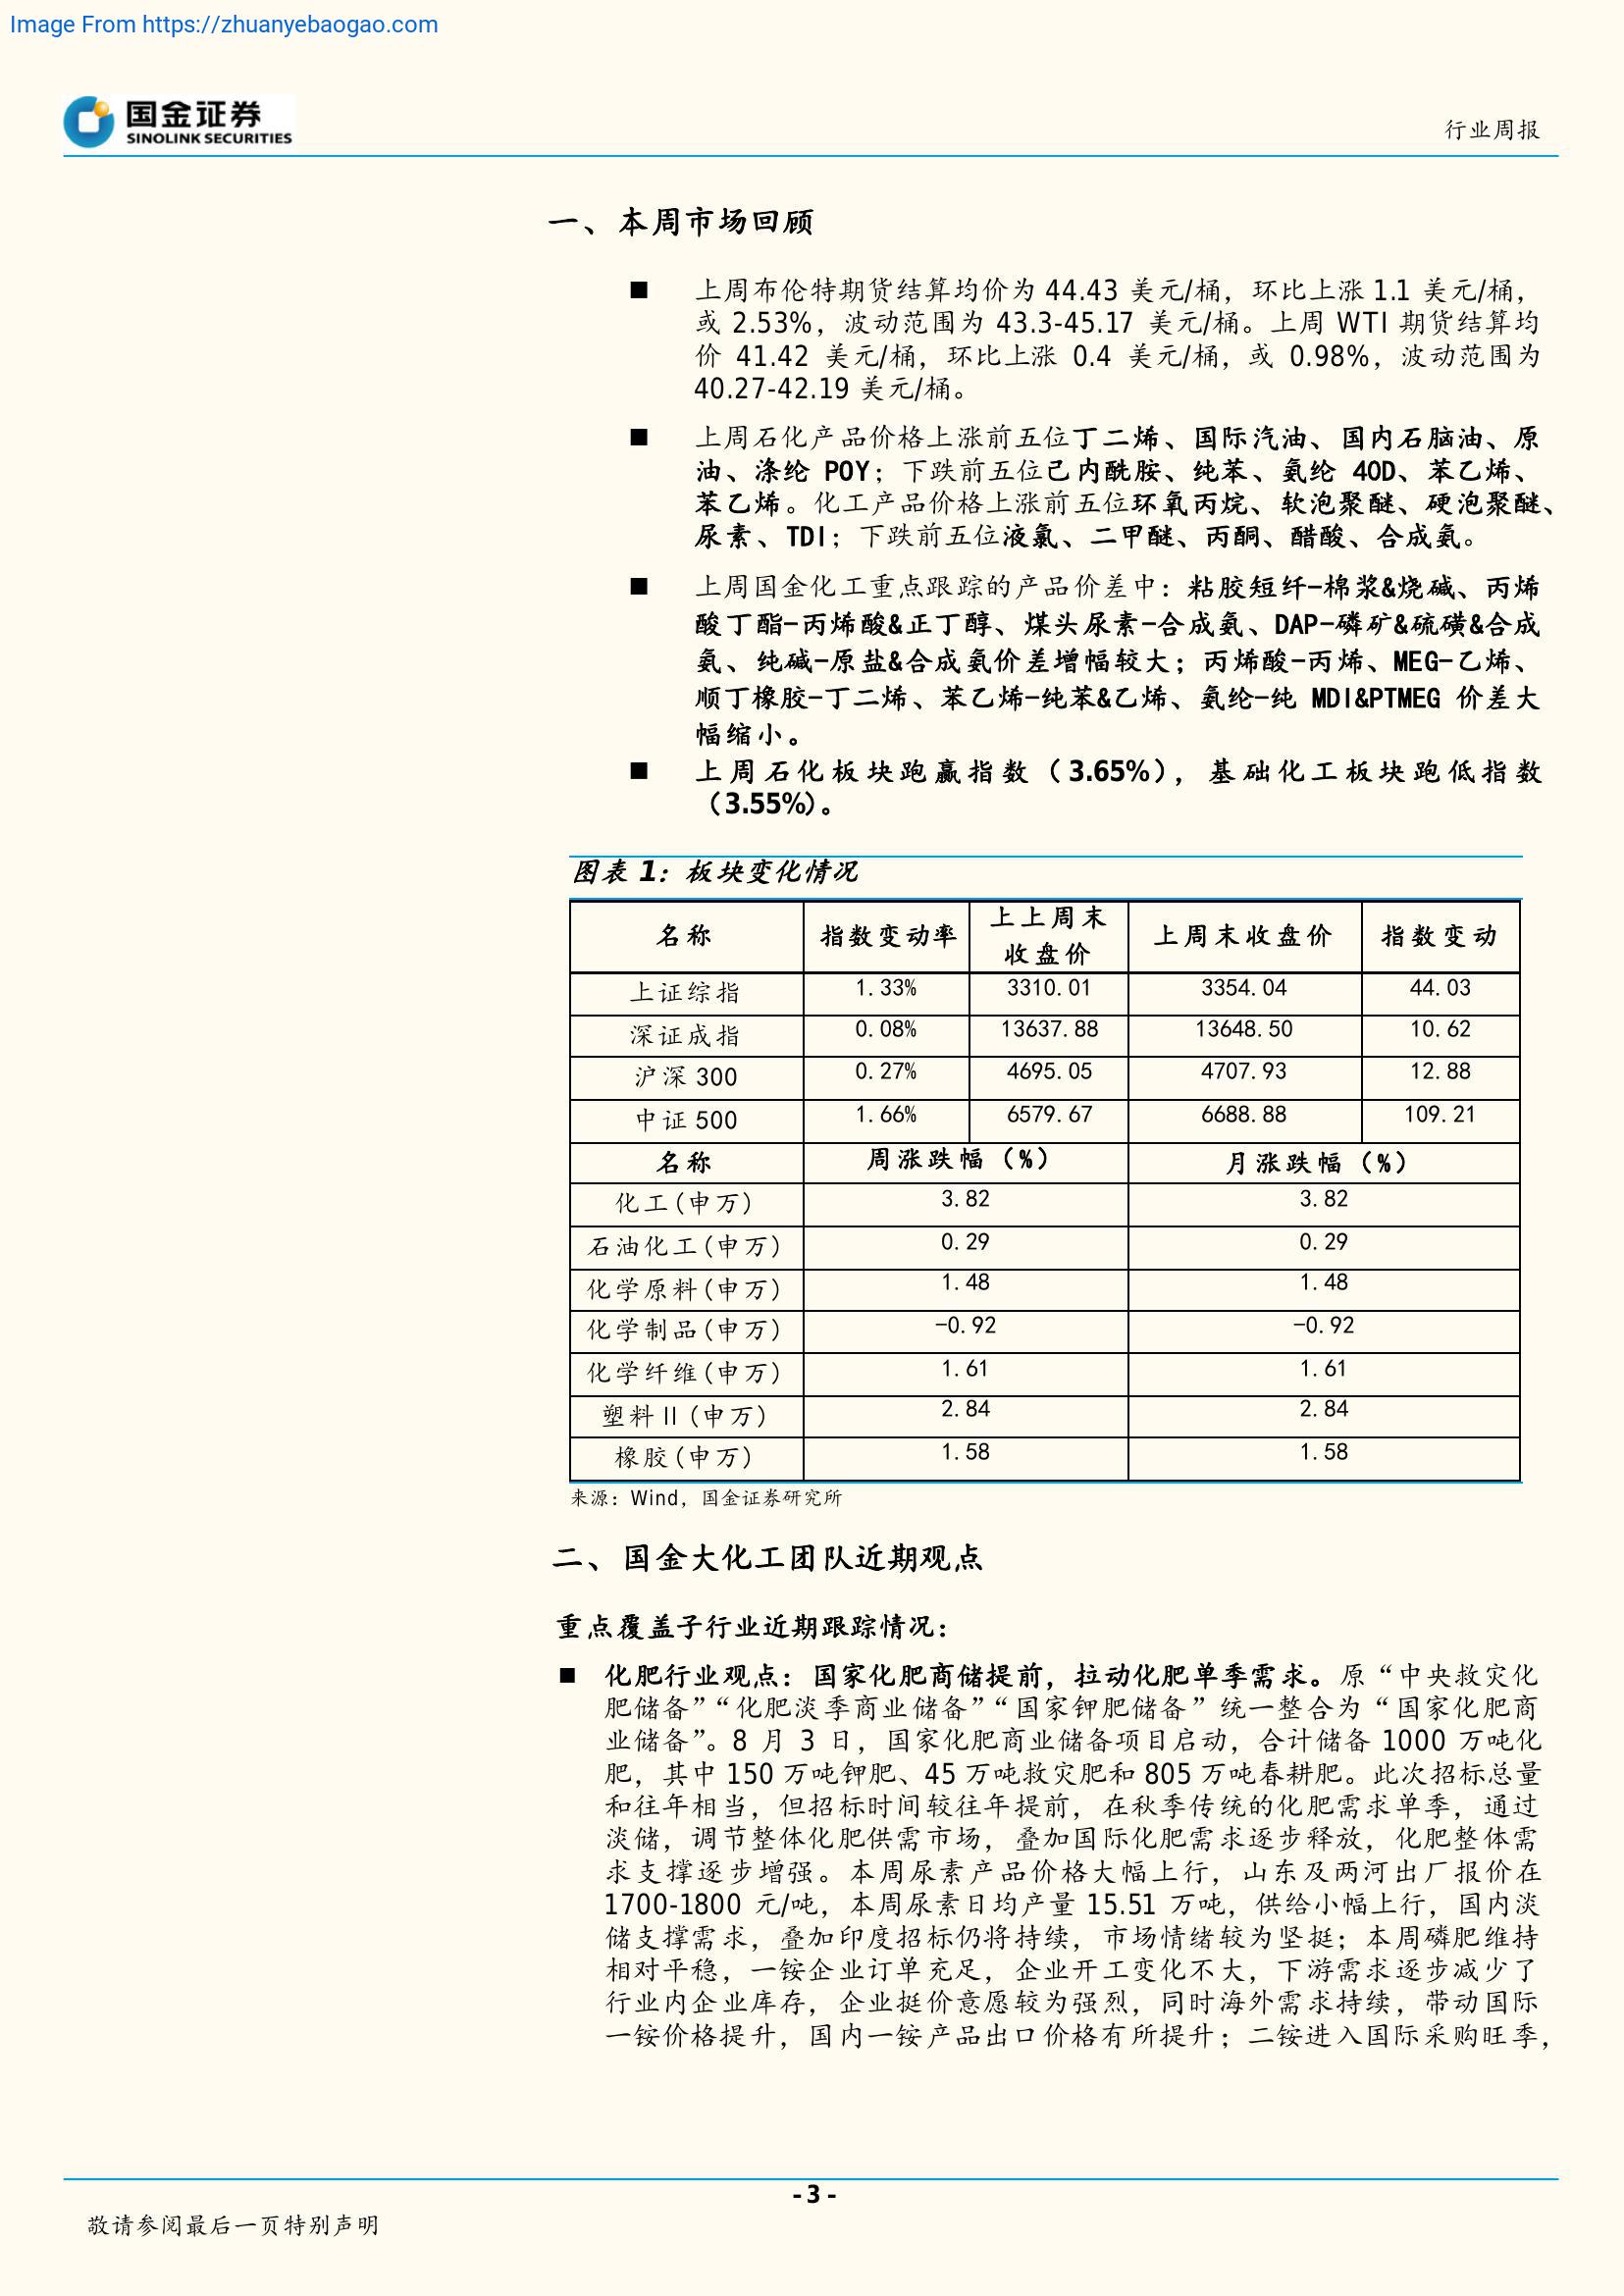 Image From https://zhuanyebaogao.com
国金证券
SINOLINK SECURITIES
行业周报
一、本周市场回顾
■ 上周布伦特期货结算均价为 44.43 美元/桶，环比上涨 1.1 美元/桶，
或 2.53%，波动范围为 43.3-45.17 美元/桶。上周 WTI 期货结算均
价 41.42 美元/桶，环比上涨 0.4 美元/桶，或 0.98%，波动范围为
40.27-42.19 美元/桶。
■ 上周石化产品价格上涨前五位丁二烯、国际汽油、国内石脑油、原
油、涤纶 POY；下跌前五位己内酰胺、纯苯、氨纶 40D、苯乙烯、
苯乙烯。化工产品价格上涨前五位环氧丙烷、软泡聚醚、硬泡聚醚、
尿素、TDI；下跌前五位液氯、二甲醚、丙酮、醋酸、合成氨。
■ 上周国金化工重点跟踪的产品价差中：粘胶短纤-棉浆&烧碱、丙烯
酸丁酯-丙烯酸&正丁醇、煤头尿素-合成氨、DAP-磷矿&硫磺&合成
氨、纯碱-原盐&合成氨价差增幅较大；丙烯酸-丙烯、MEG-乙烯、
顺丁橡胶-丁二烯、苯乙烯-纯苯&乙烯、氨纶-纯 MDI&PTMEG 价差大
幅缩小。
■ 上周石化板块跑赢指数（3.65%），基础化工板块跑低指数
（3.55%）。
图表 1：板块变化情况
名称 指数变动率 上上周末收盘价 上周末收盘价 指数变动
上证综指 1.33% 3310.01 3354.04 44.03
深证成指 0.08% 13637.88 13648.50 10.62
沪深 300 0.27% 4695.05 4707.93 12.88
中证 500 1.66% 6579.67 6688.88 109.21
名称 周涨跌幅（%） 月涨跌幅（%）
化工(申万) 3.82 3.82
石油化工(申万) 0.29 0.29
化学原料(申万) 1.48 1.48
化学制品(申万) -0.92 -0.92
化学纤维(申万) 1.61 1.61
塑料 II (申万) 2.84 2.84
橡胶(申万) 1.58 1.58
来源：Wind，国金证券研究所
二、国金大化工团队近期观点
重点覆盖子行业近期跟踪情况：
■ 化肥行业观点：国家化肥商储提前，拉动化肥单季需求。原“中央救灾化
肥储备”“化肥淡季商业储备”“国家钾肥储备”统一整合为“国家化肥商
业储备”。8 月 3 日，国家化肥商业储备项目启动，合计储备 1000 万吨化
肥，其中 150 万吨钾肥、45 万吨救灾肥和 805 万吨春耕肥。此次招标总量
和往年相当，但招标时间较往年提前，在秋季传统的化肥需求单季，通过
淡储，调节整体化肥供需市场，叠加国际化肥需求逐步释放，化肥整体需
求支撑逐步增强。本周尿素产品价格大幅上行，山东及两河出厂报价在
1700-1800 元/吨，本周尿素日均产量 15.51 万吨，供给小幅上行，国内淡
储支撑需求，叠加印度招标仍将持续，市场情绪较为坚挺；本周磷肥维持
相对平稳，一铵企业订单充足，企业开工变化不大，下游需求逐步减少了
行业内企业库存，企业挺价意愿较为强烈，同时海外需求持续，带动国际
一铵价格提升，国内一铵产品出口价格有所提升；二铵进入国际采购旺季，
- 3 -
敬请参阅最后一页特别声明